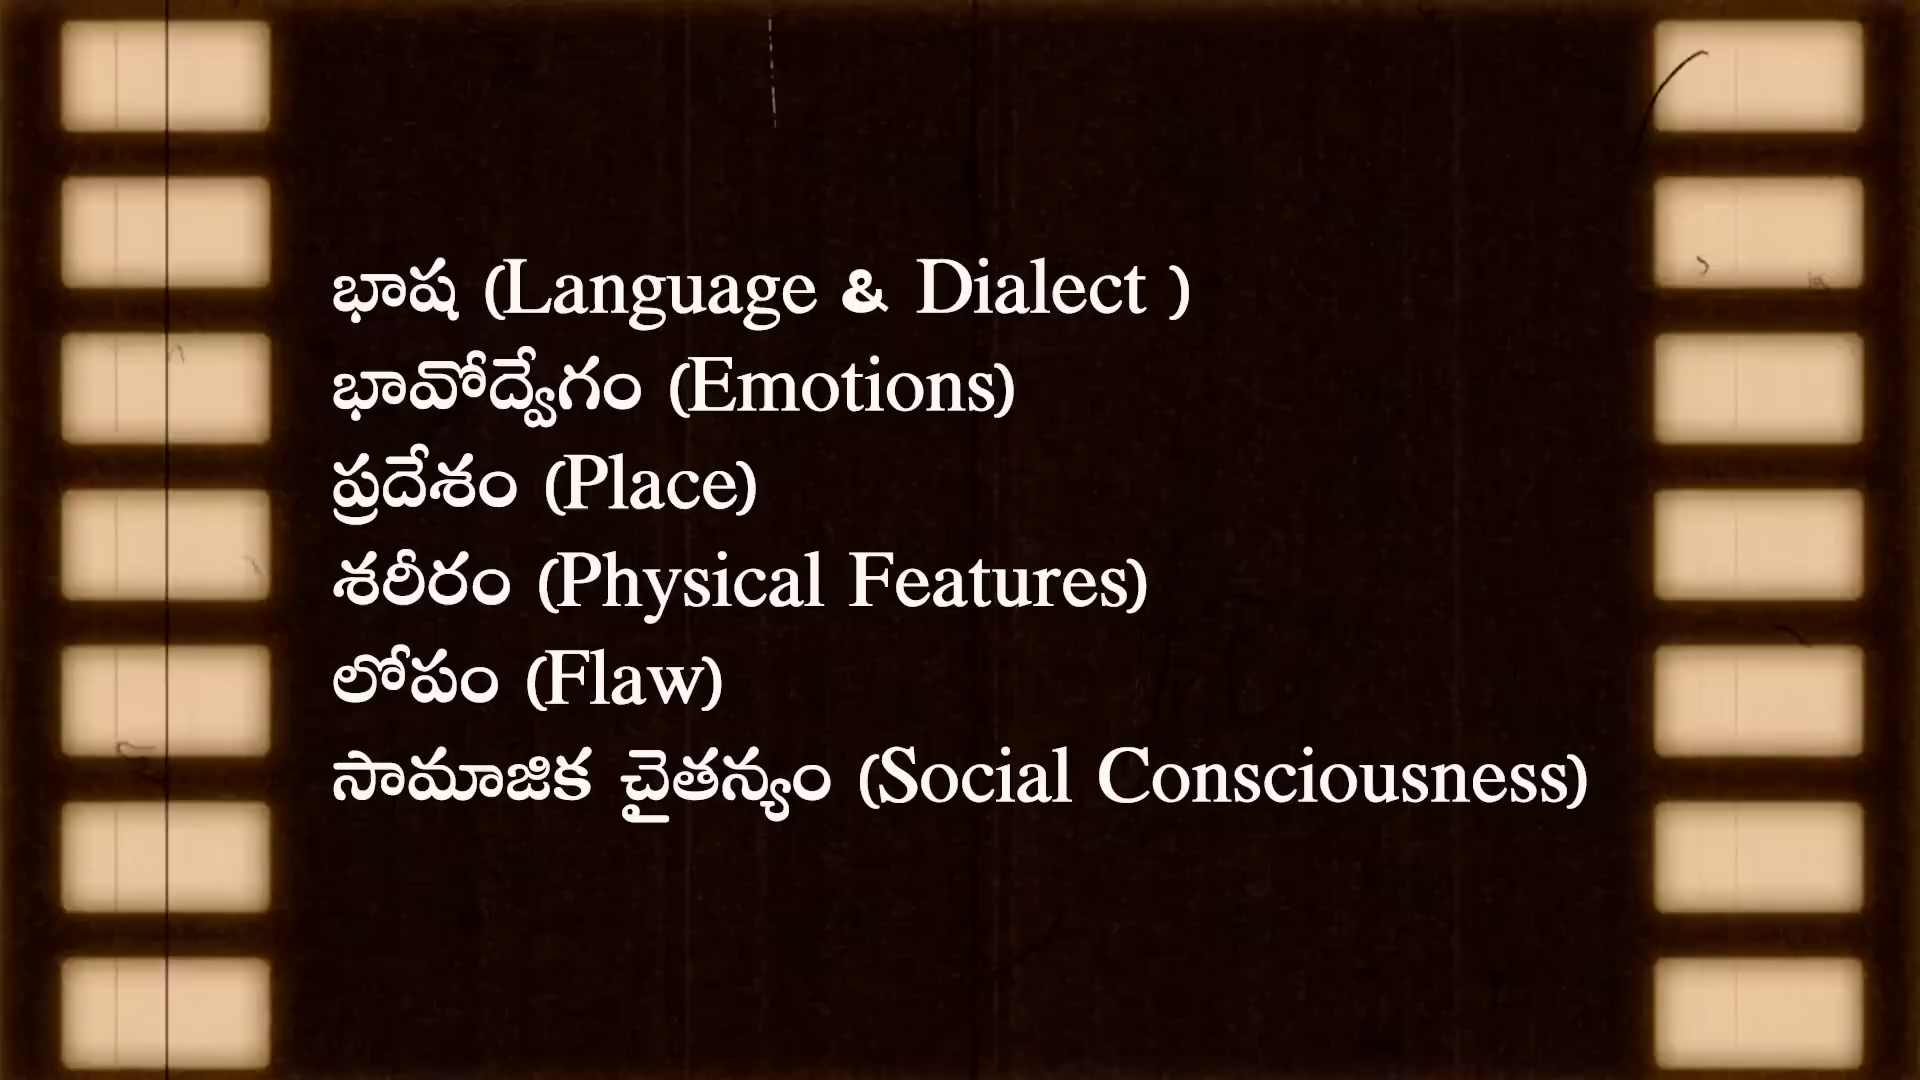 భాష (Language & Dialect )
భావోద్వేగం (Emotions)
ప్రదేశం (Place)
శరీరం (Physical Features)
లోపం (Flaw)
సామాజిక చైతన్యం (Social Consciousness)